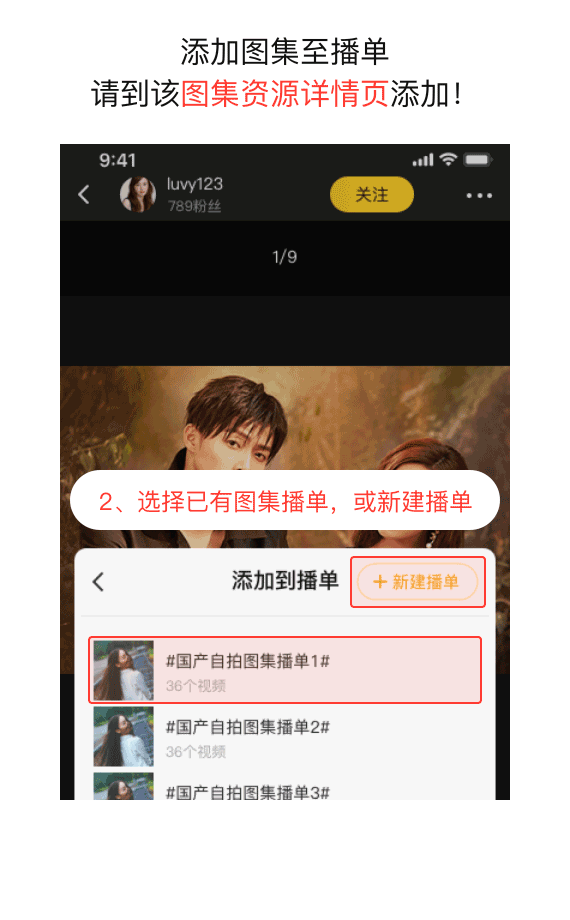 添加图集至播单
请到该图集资源详情页添加！
9:41
luvy123
789粉丝
关注
1/9
2、选择已有图集播单，或新建播单
添加到播单
+ 新建播单
#国产自拍图集播单1#
36个视频
#国产自拍图集播单2#
36个视频
#国产自拍图集播单3#